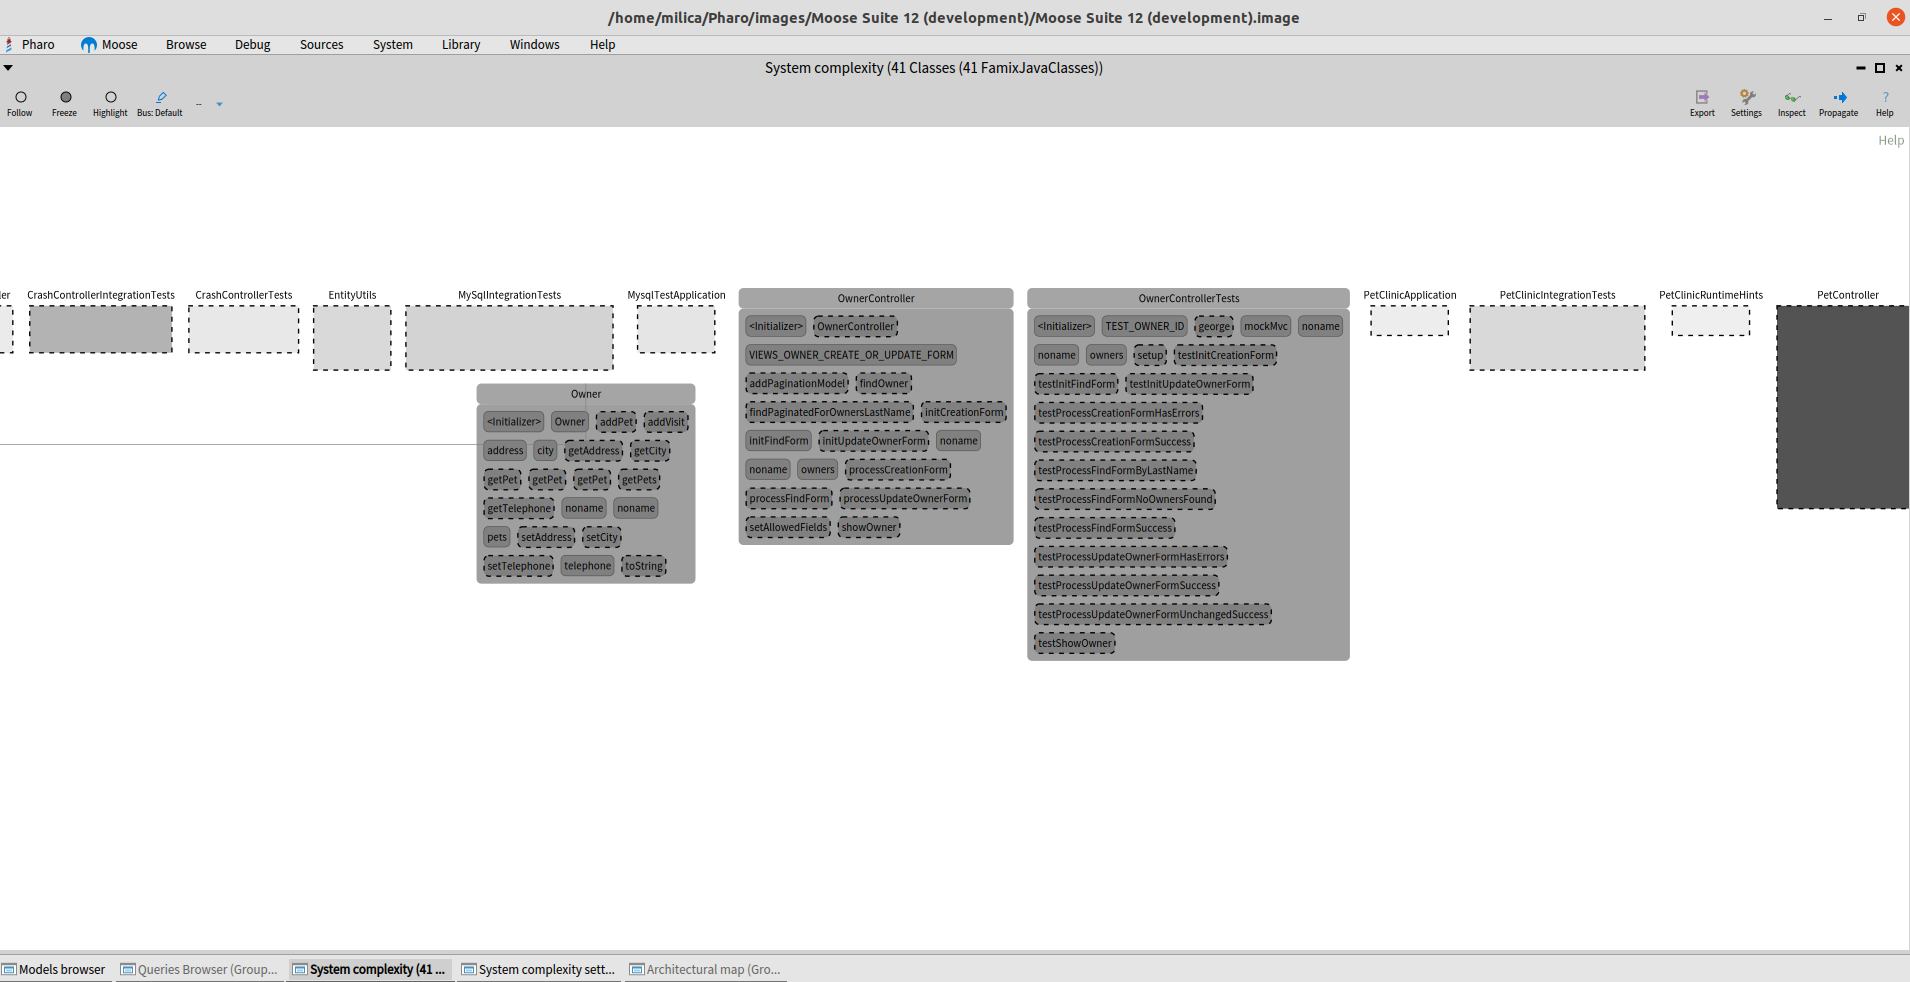 /home/milica/Pharo/images/Moose Suite 12 (development)/Moose Suite 12 (development).image
Pharo Moose Browse Debug Sources System Library Windows Help
System complexity (41 Classes (41 FamixJavaClasses))
Follow Freeze Highlight Bus: Default -- Export Settings Inspect Propagate Help
Help
ler CrashControllerIntegrationTests CrashControllerTests EntityUtils MySqlIntegrationTests MysqlTestApplication PetClinicApplication PetClinicIntegrationTests PetClinicRuntimeHints PetController
Owner
<Initializer> Owner addPet addVisit
address city getAddress getCity
getPet getPet getPet getPets
getTelephone noname noname
pets setAddress setCity
setTelephone telephone toString
OwnerController
<Initializer> OwnerController
VIEWS_OWNER_CREATE_OR_UPDATE_FORM
addPaginationModel findOwner
findPaginatedForOwnersLastName initCreationForm
initFindForm initUpdateOwnerForm noname
noname owners processCreationForm
processFindForm processUpdateOwnerForm
setAllowedFields showOwner
OwnerControllerTests
<Initializer> TEST_OWNER_ID george mockMvc noname
noname owners setup testInitCreationForm
testInitFindForm testInitUpdateOwnerForm
testProcessCreationFormHasErrors
testProcessCreationFormSuccess
testProcessFindFormByLastName
testProcessFindFormNoOwnersFound
testProcessFindFormSuccess
testProcessUpdateOwnerFormHasErrors
testProcessUpdateOwnerFormSuccess
testProcessUpdateOwnerFormUnchangedSuccess
testShowOwner
Models browser Queries Browser (Group... System complexity (41 ... System complexity sett... Architectural map (Gro...